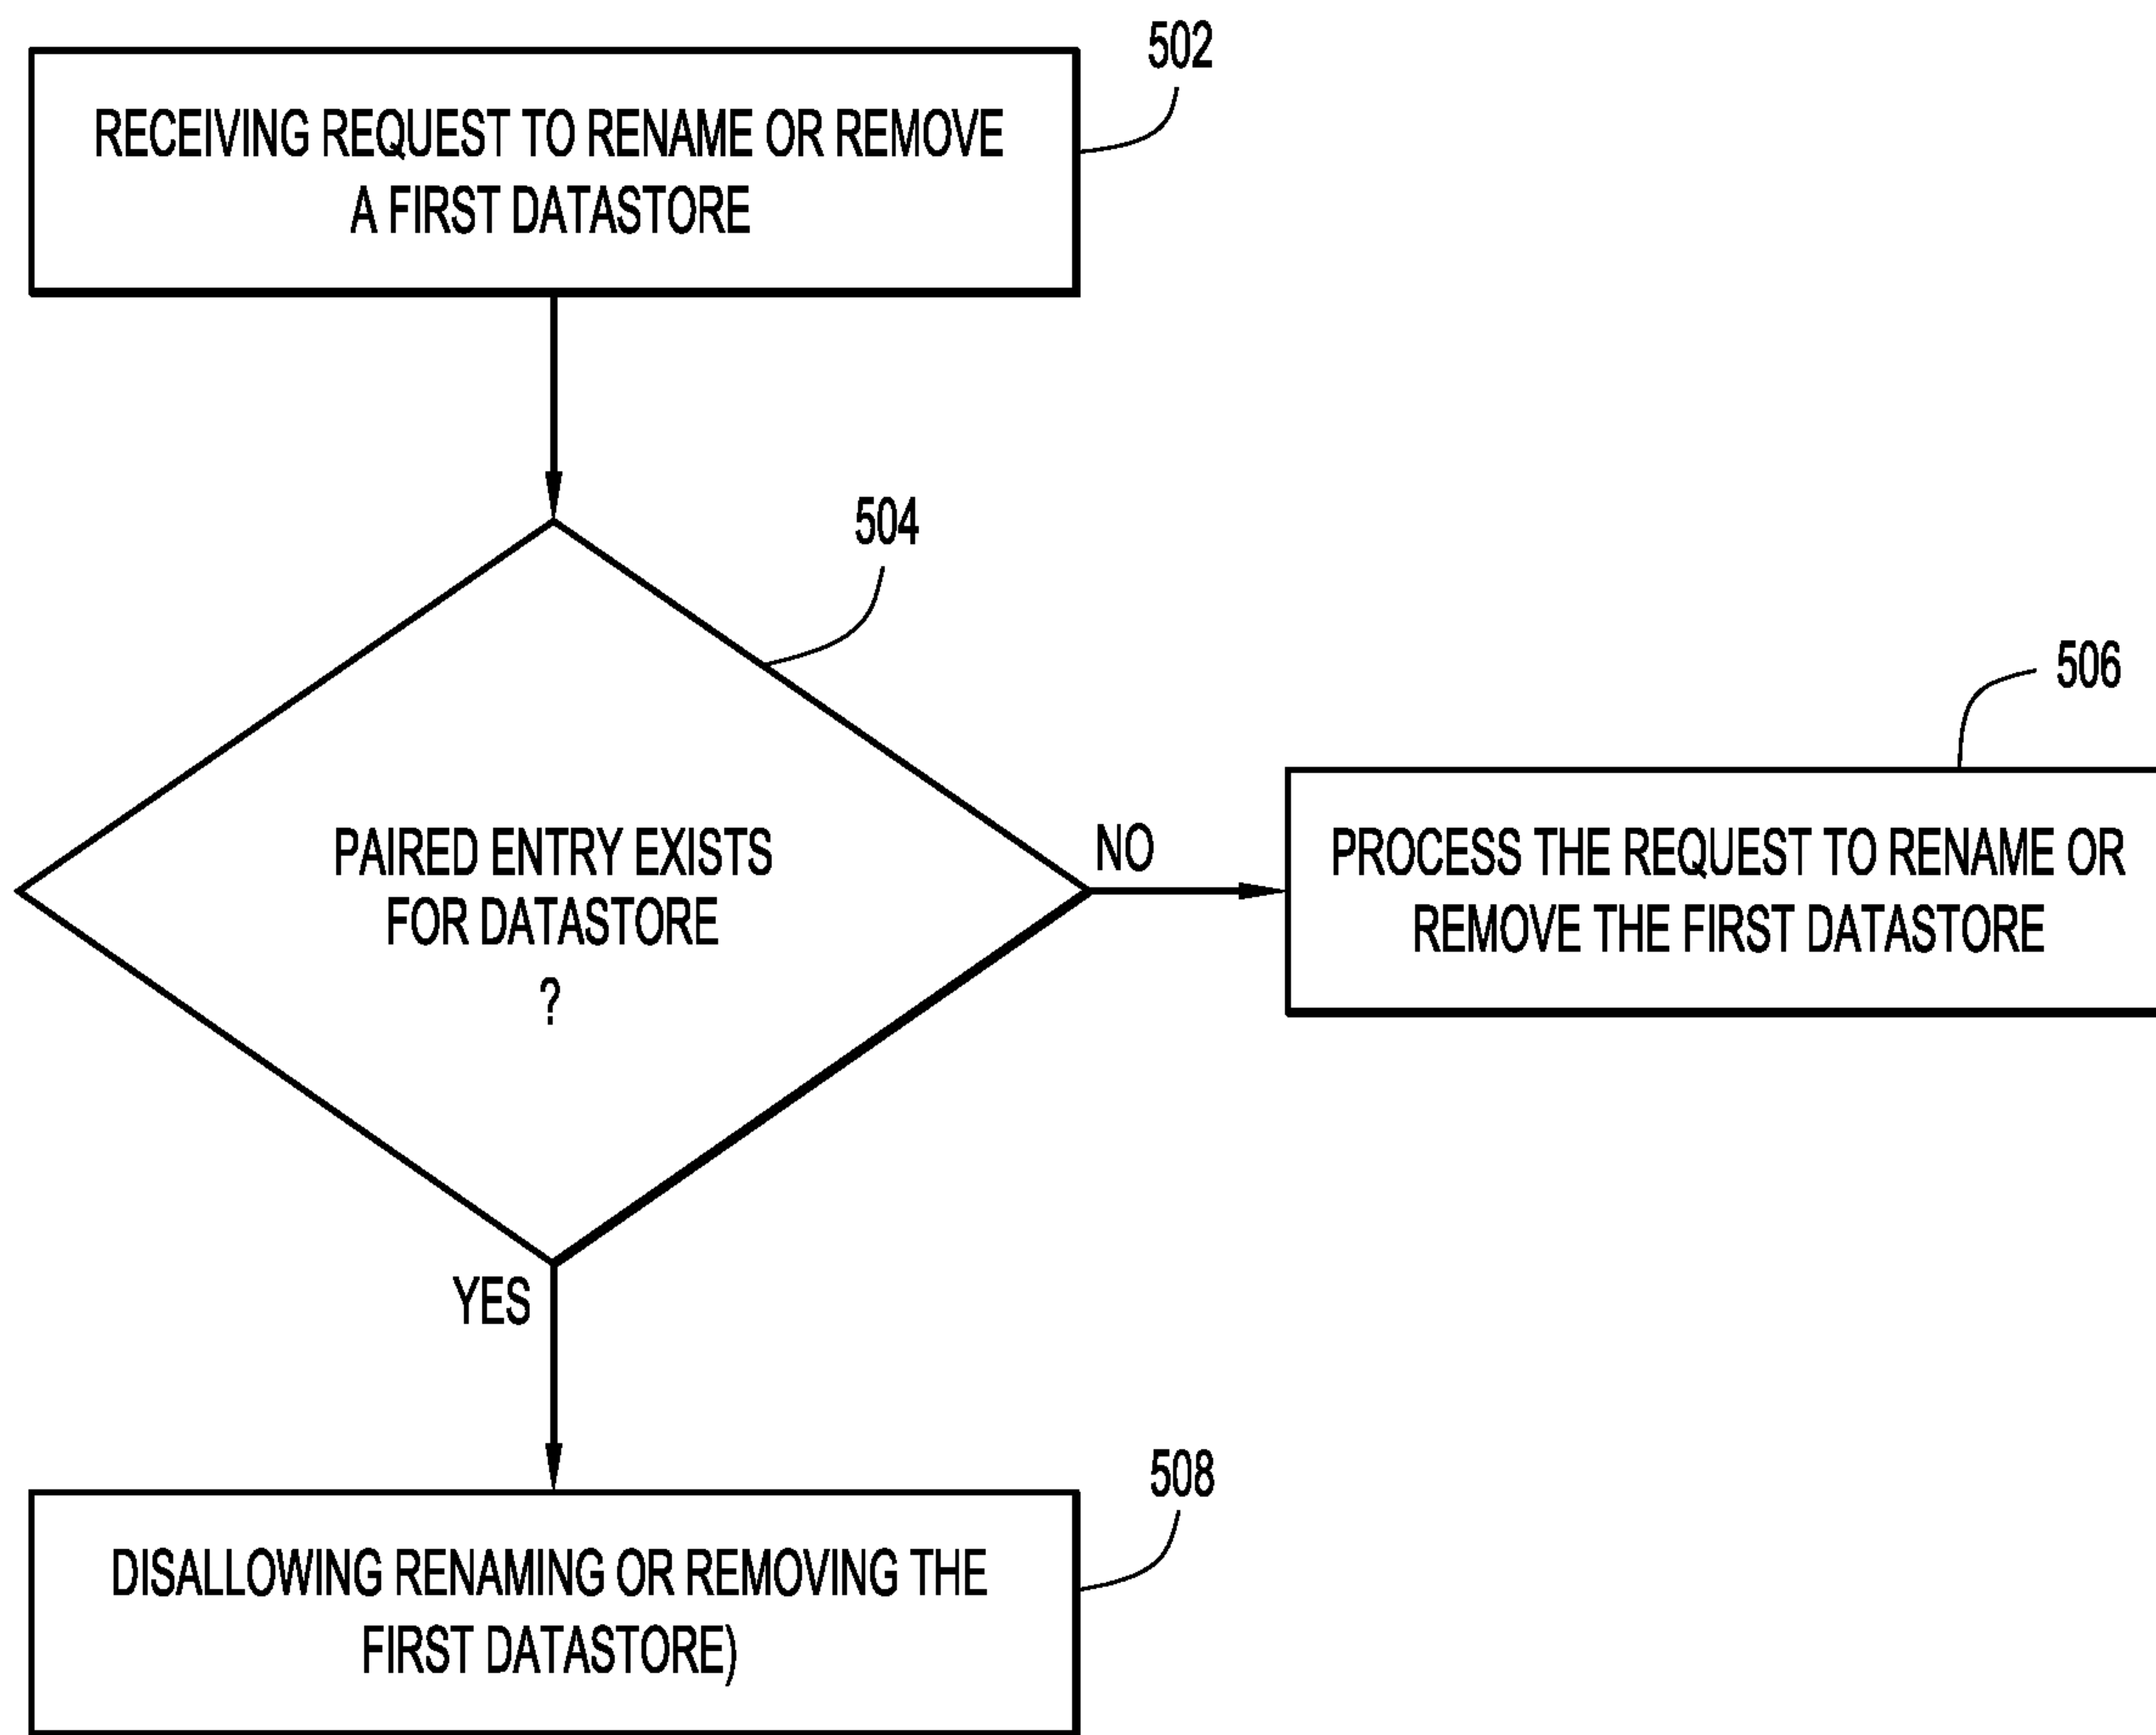 502
RECEIVING REQUEST TO RENAME OR REMOVE
A FIRST DATASTORE
504
PAIRED ENTRY EXISTS
FOR DATASTORE
?
NO
506
PROCESS THE REQUEST TO RENAME OR
REMOVE THE FIRST DATASTORE
YES
508
DISALLOWING RENAMING OR REMOVING THE
FIRST DATASTORE)